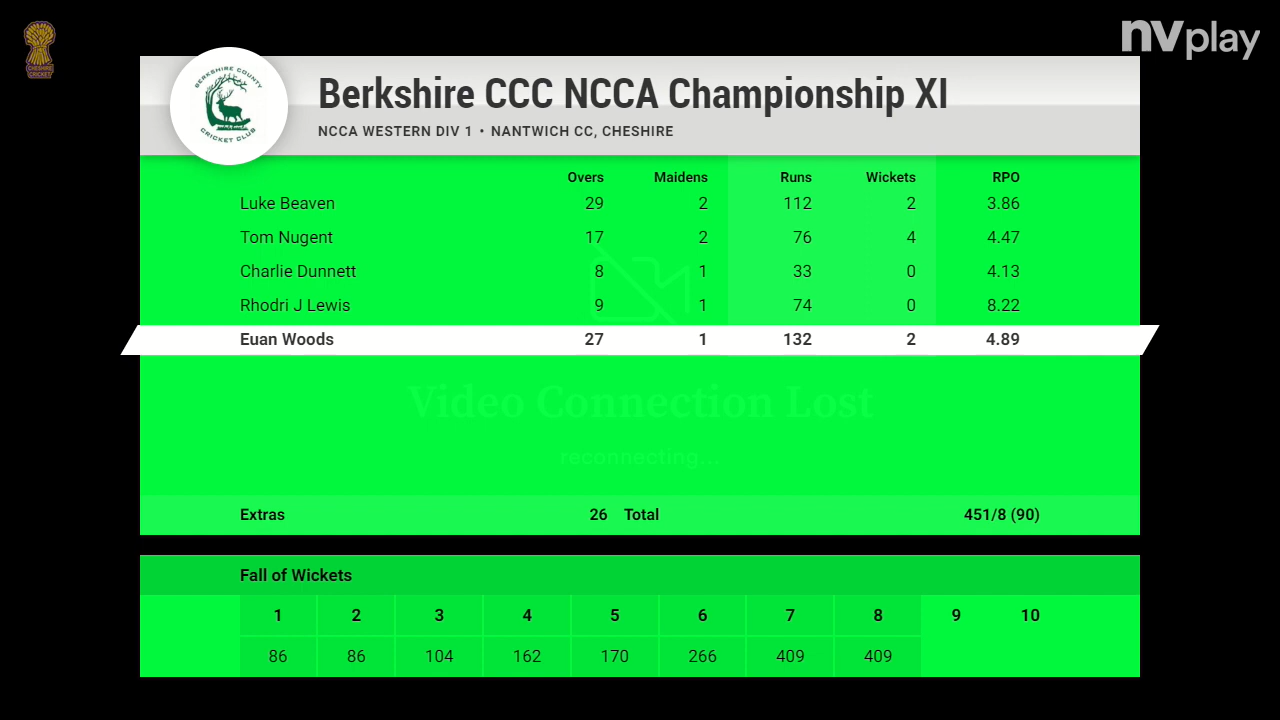 nvplay
CHESHIRE
CRICKET
BERKSHIRE COUNTY
CRICKET CLUB
Berkshire CCC NCCA Championship XI
NCCA WESTERN DIV 1 • NANTWICH CC, CHESHIRE
Overs Maidens Runs Wickets RPO
Luke Beaven 29 2 112 2 3.86
Tom Nugent 17 2 76 4 4.47
Charlie Dunnett 8 1 33 0 4.13
Rhodri J Lewis 9 1 74 0 8.22
Euan Woods 27 1 132 2 4.89
Video Connection Lost
reconnecting...
Extras 26 Total 451/8 (90)
Fall of Wickets
1 2 3 4 5 6 7 8 9 10
86 86 104 162 170 266 409 409